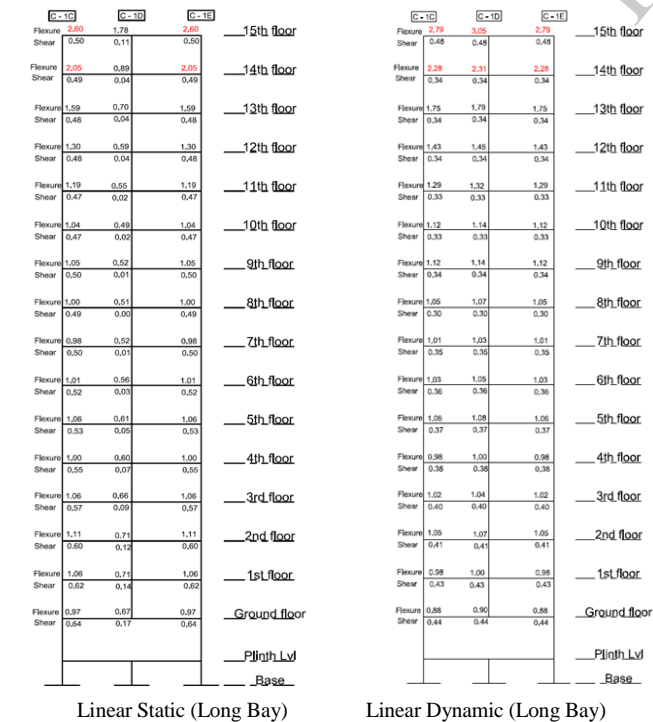 C - 1C C - 1D C - 1E
Flexure 2.60 1.78 2.60 15th floor
Shear 0.50 0.11 0.50
Flexure 2.05 0.89 2.05 14th floor
Shear 0.49 0.04 0.49
Flexure 1.59 0.70 1.59 13th floor
Shear 0.48 0.04 0.48
Flexure 1.30 0.59 1.30 12th floor
Shear 0.48 0.04 0.48
Flexure 1.19 0.55 1.19 11th floor
Shear 0.47 0.02 0.47
Flexure 1.04 0.49 1.04 10th floor
Shear 0.47 0.02 0.47
Flexure 1.05 0.52 1.05 9th floor
Shear 0.50 0.01 0.50
Flexure 1.00 0.51 1.00 8th floor
Shear 0.49 0.00 0.49
Flexure 0.98 0.52 0.98 7th floor
Shear 0.50 0.01 0.50
Flexure 1.01 0.56 1.01 6th floor
Shear 0.52 0.03 0.52
Flexure 1.06 0.61 1.06 5th floor
Shear 0.53 0.05 0.53
Flexure 1.00 0.60 1.00 4th floor
Shear 0.55 0.07 0.55
Flexure 1.06 0.66 1.06 3rd floor
Shear 0.57 0.09 0.57
Flexure 1.11 0.71 1.11 2nd floor
Shear 0.60 0.12 0.60
Flexure 1.06 0.71 1.06 1st floor
Shear 0.62 0.14 0.62
Flexure 0.97 0.67 0.97 Ground floor
Shear 0.64 0.17 0.64
Plinth Lvl
Base
Linear Static (Long Bay)
C - 1C C - 1D C - 1E
Flexure 2.79 3.05 2.79 15th floor
Shear 0.48 0.48 0.48
Flexure 2.28 2.31 2.28 14th floor
Shear 0.34 0.34 0.34
Flexure 1.75 1.79 1.75 13th floor
Shear 0.34 0.34 0.34
Flexure 1.43 1.45 1.43 12th floor
Shear 0.34 0.34 0.34
Flexure 1.29 1.32 1.29 11th floor
Shear 0.33 0.33 0.33
Flexure 1.12 1.14 1.12 10th floor
Shear 0.33 0.33 0.33
Flexure 1.12 1.14 1.12 9th floor
Shear 0.34 0.34 0.34
Flexure 1.05 1.07 1.05 8th floor
Shear 0.30 0.30 0.30
Flexure 1.01 1.03 1.01 7th floor
Shear 0.35 0.35 0.35
Flexure 1.03 1.05 1.03 6th floor
Shear 0.36 0.36 0.36
Flexure 1.06 1.08 1.06 5th floor
Shear 0.37 0.37 0.37
Flexure 0.98 1.00 0.98 4th floor
Shear 0.38 0.38 0.38
Flexure 1.02 1.04 1.02 3rd floor
Shear 0.40 0.40 0.40
Flexure 1.05 1.07 1.05 2nd floor
Shear 0.41 0.41 0.41
Flexure 0.98 1.00 0.98 1st floor
Shear 0.43 0.43 0.43
Flexure 0.88 0.90 0.88 Ground floor
Shear 0.44 0.44 0.44
Plinth Lvl
Base
Linear Dynamic (Long Bay)